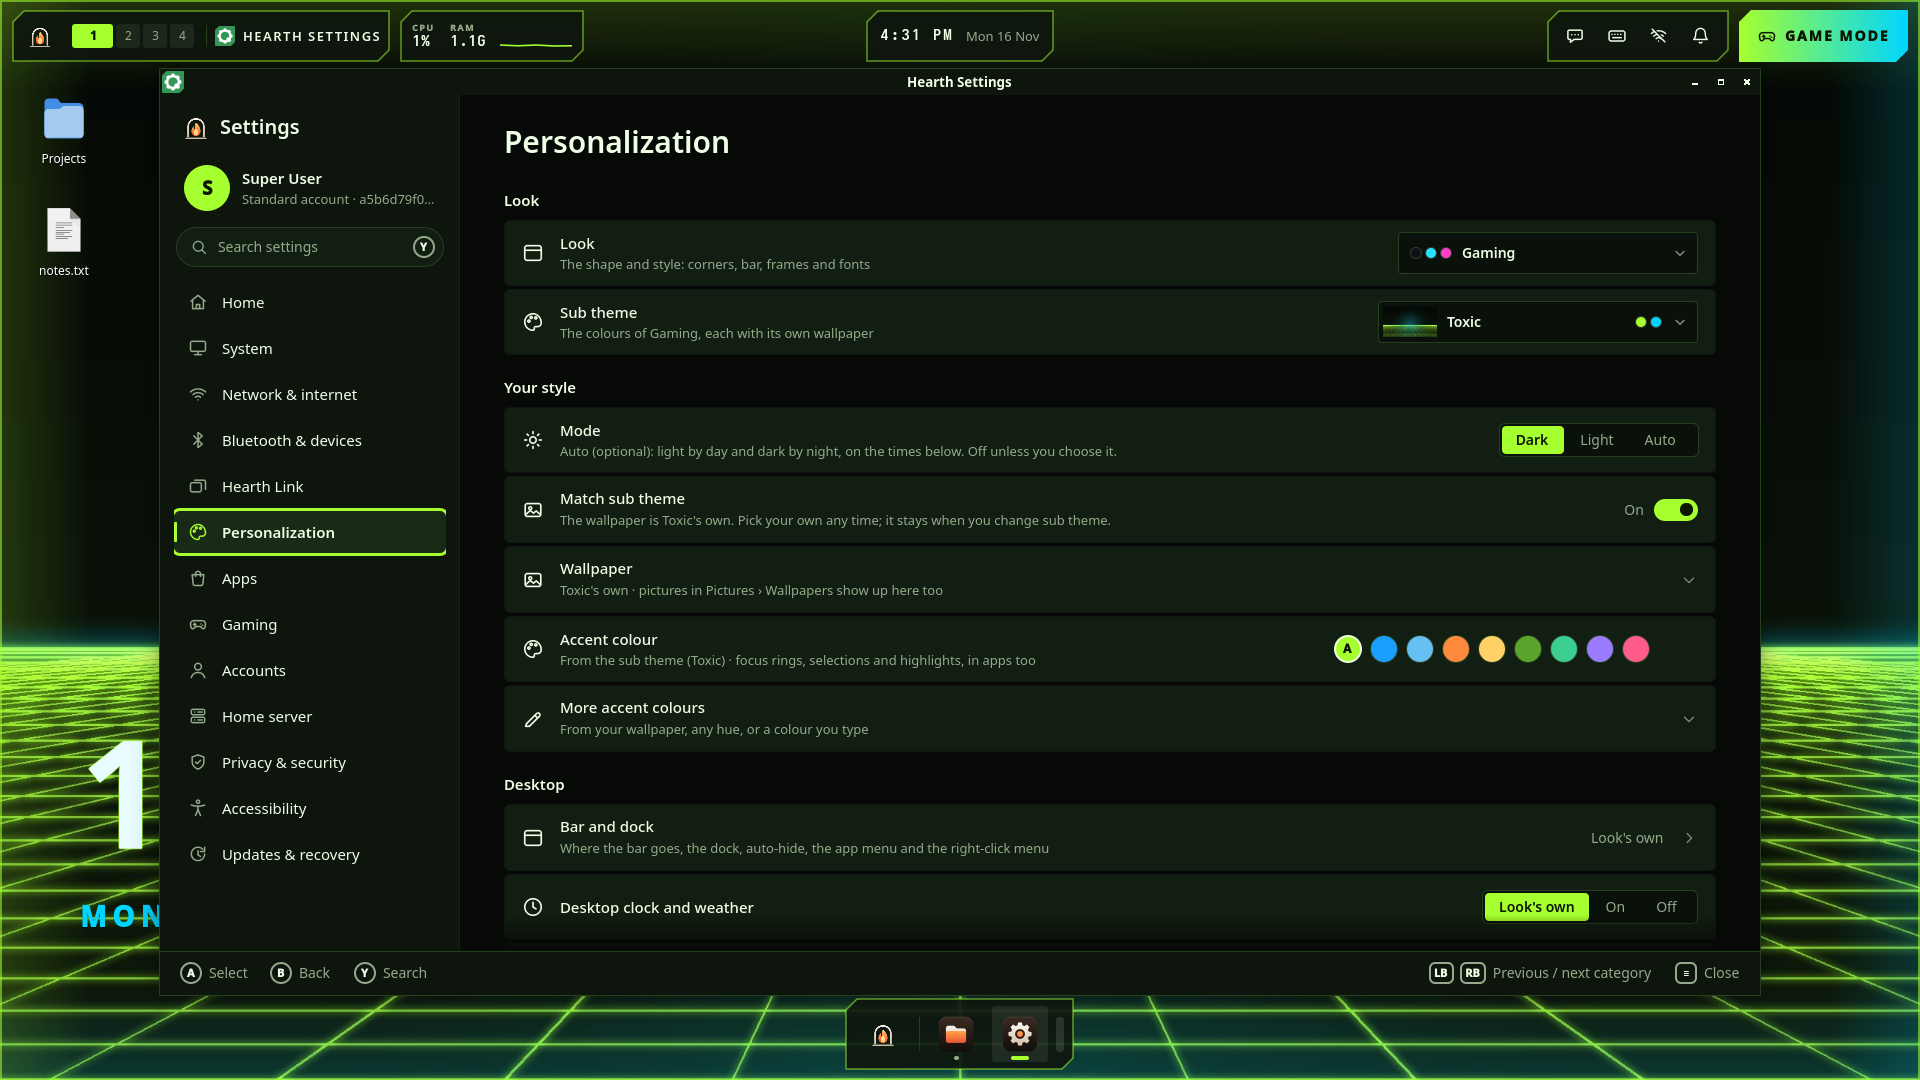 1 2 3 4 HEARTH SETTINGS
CPU 1% RAM 1.1G
4:31 PM Mon 16 Nov
GAME MODE
Projects
notes.txt
1
MON
Hearth Settings
Settings
S
Super User
Standard account · a5b6d79f0...
Search settings Y
Home
System
Network & internet
Bluetooth & devices
Hearth Link
Personalization
Apps
Gaming
Accounts
Home server
Privacy & security
Accessibility
Updates & recovery
Personalization
Look
Look
The shape and style: corners, bar, frames and fonts
Gaming
Sub theme
The colours of Gaming, each with its own wallpaper
Toxic
Your style
Mode
Auto (optional): light by day and dark by night, on the times below. Off unless you choose it.
Dark Light Auto
Match sub theme
The wallpaper is Toxic's own. Pick your own any time; it stays when you change sub theme.
On
Wallpaper
Toxic's own · pictures in Pictures › Wallpapers show up here too
Accent colour
From the sub theme (Toxic) · focus rings, selections and highlights, in apps too
A
More accent colours
From your wallpaper, any hue, or a colour you type
Desktop
Bar and dock
Where the bar goes, the dock, auto-hide, the app menu and the right-click menu
Look's own
Desktop clock and weather
Look's own On Off
A Select B Back Y Search
LB RB Previous / next category ≡ Close